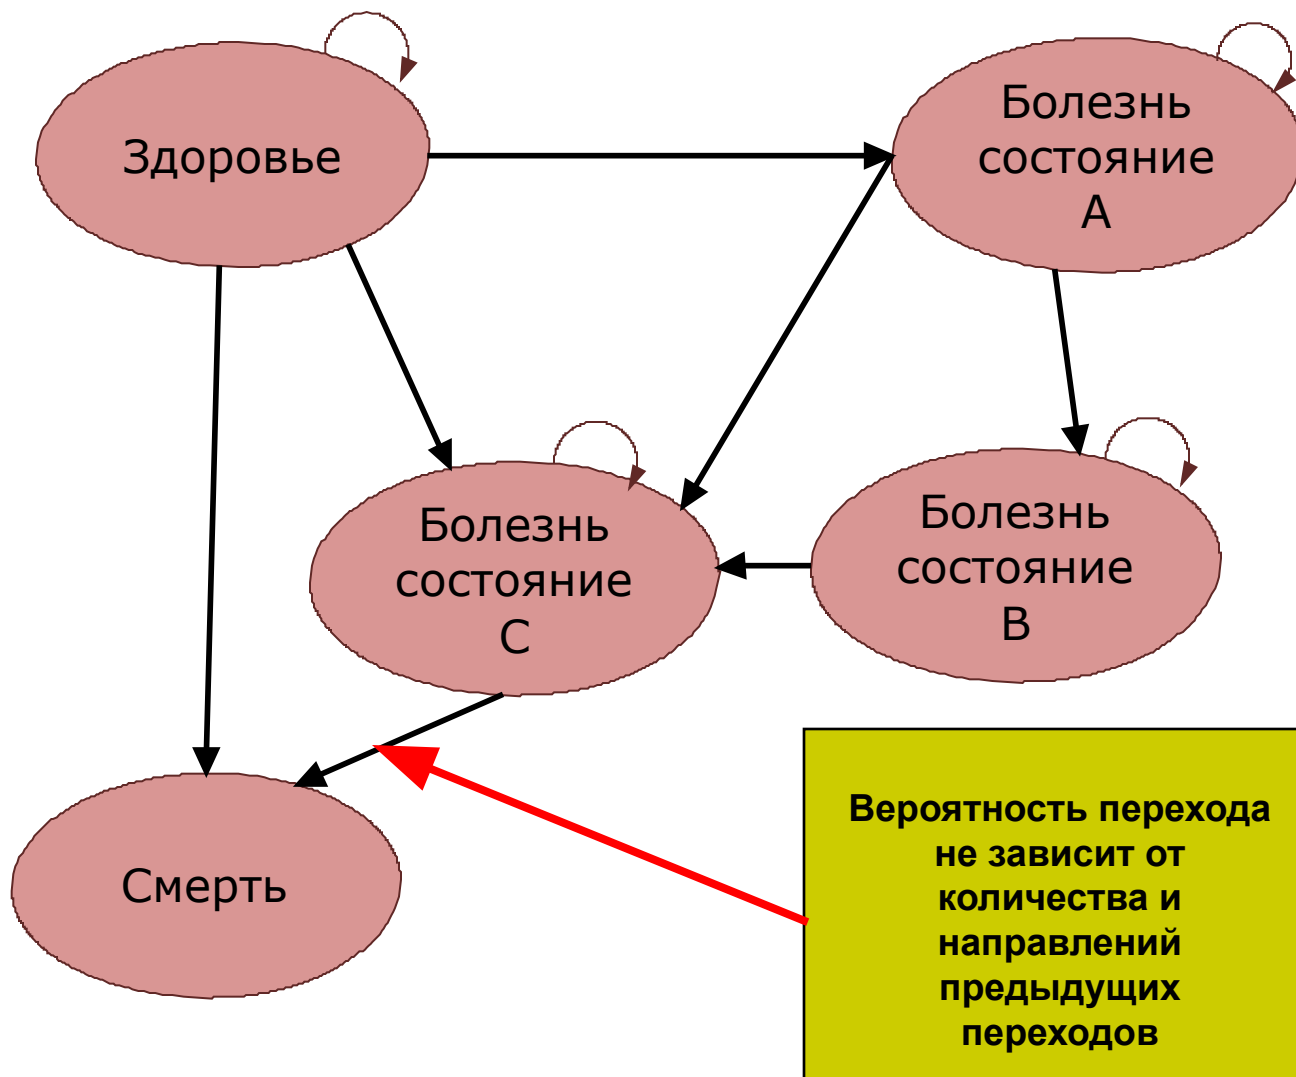 Здоровье
Болезнь
состояние
А
Болезнь
состояние
С
Болезнь
состояние
В
Смерть
Вероятность перехода
не зависит от
количества и
направлений
предыдущих
переходов